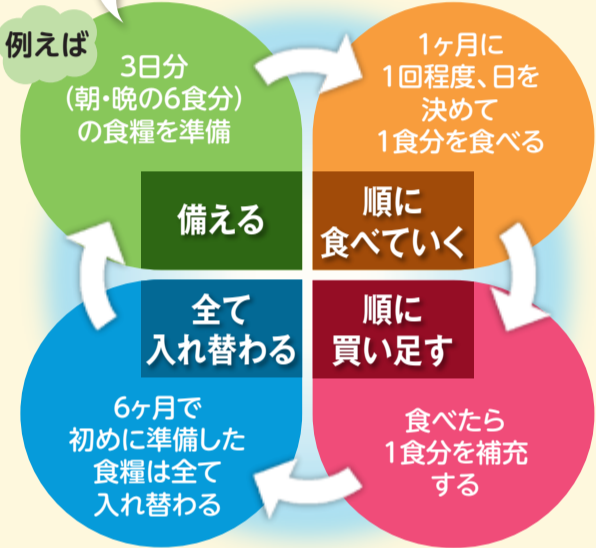 例えば
3日分
(朝・晩の6食分)
の食糧を準備
備える
1ヶ月に
1回程度、日を
決めて
1食分を食べる
順に
食べていく
順に
買い足す
食べたら
1食分を補充
する
全て
入れ替わる
6ヶ月で
初めに準備した
食糧は全て
入れ替わる